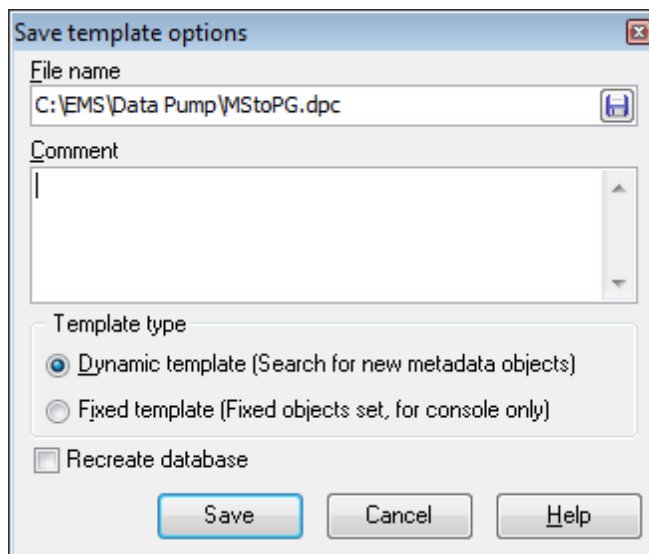 Save template options
File name
C:\EMS\Data Pump\MStoPG.dpc
Comment
Template type
Dynamic template (Search for new metadata objects)
Fixed template (Fixed objects set, for console only)
Recreate database
Save Cancel Help